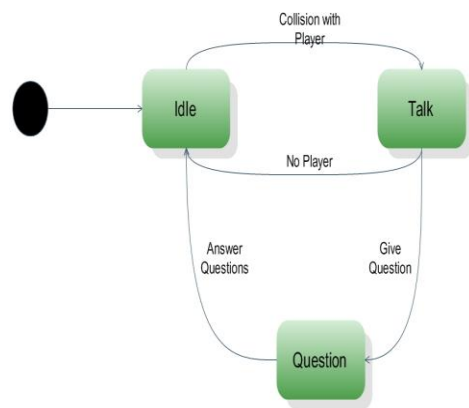 Collision with
Player
Idle
Talk
No Player
Answer
Questions
Give
Question
Question